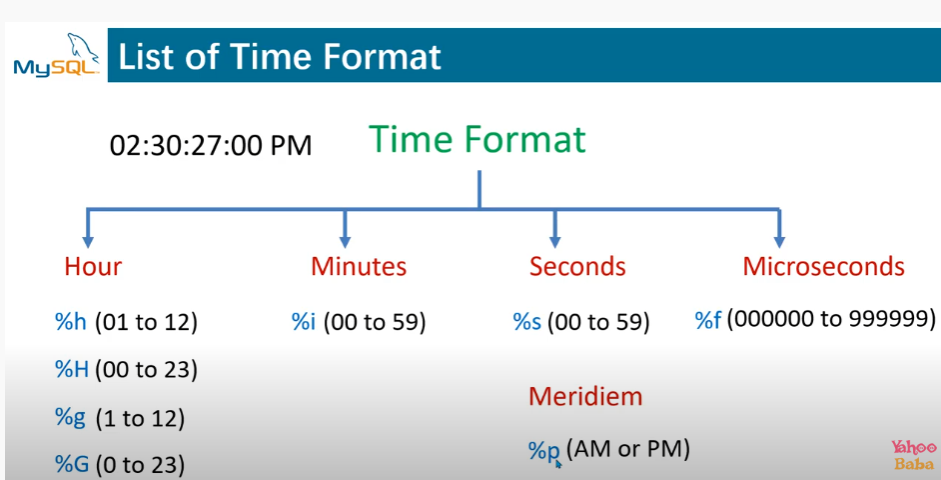 MySQL
List of Time Format
02:30:27:00 PM
Time Format
Hour
Minutes
Seconds
Microseconds
%h (01 to 12)
%i (00 to 59)
%s (00 to 59)
%f (000000 to 999999)
%H (00 to 23)
%g (1 to 12)
%G (0 to 23)
Meridiem
%p (AM or PM)
Yahoo
Baba